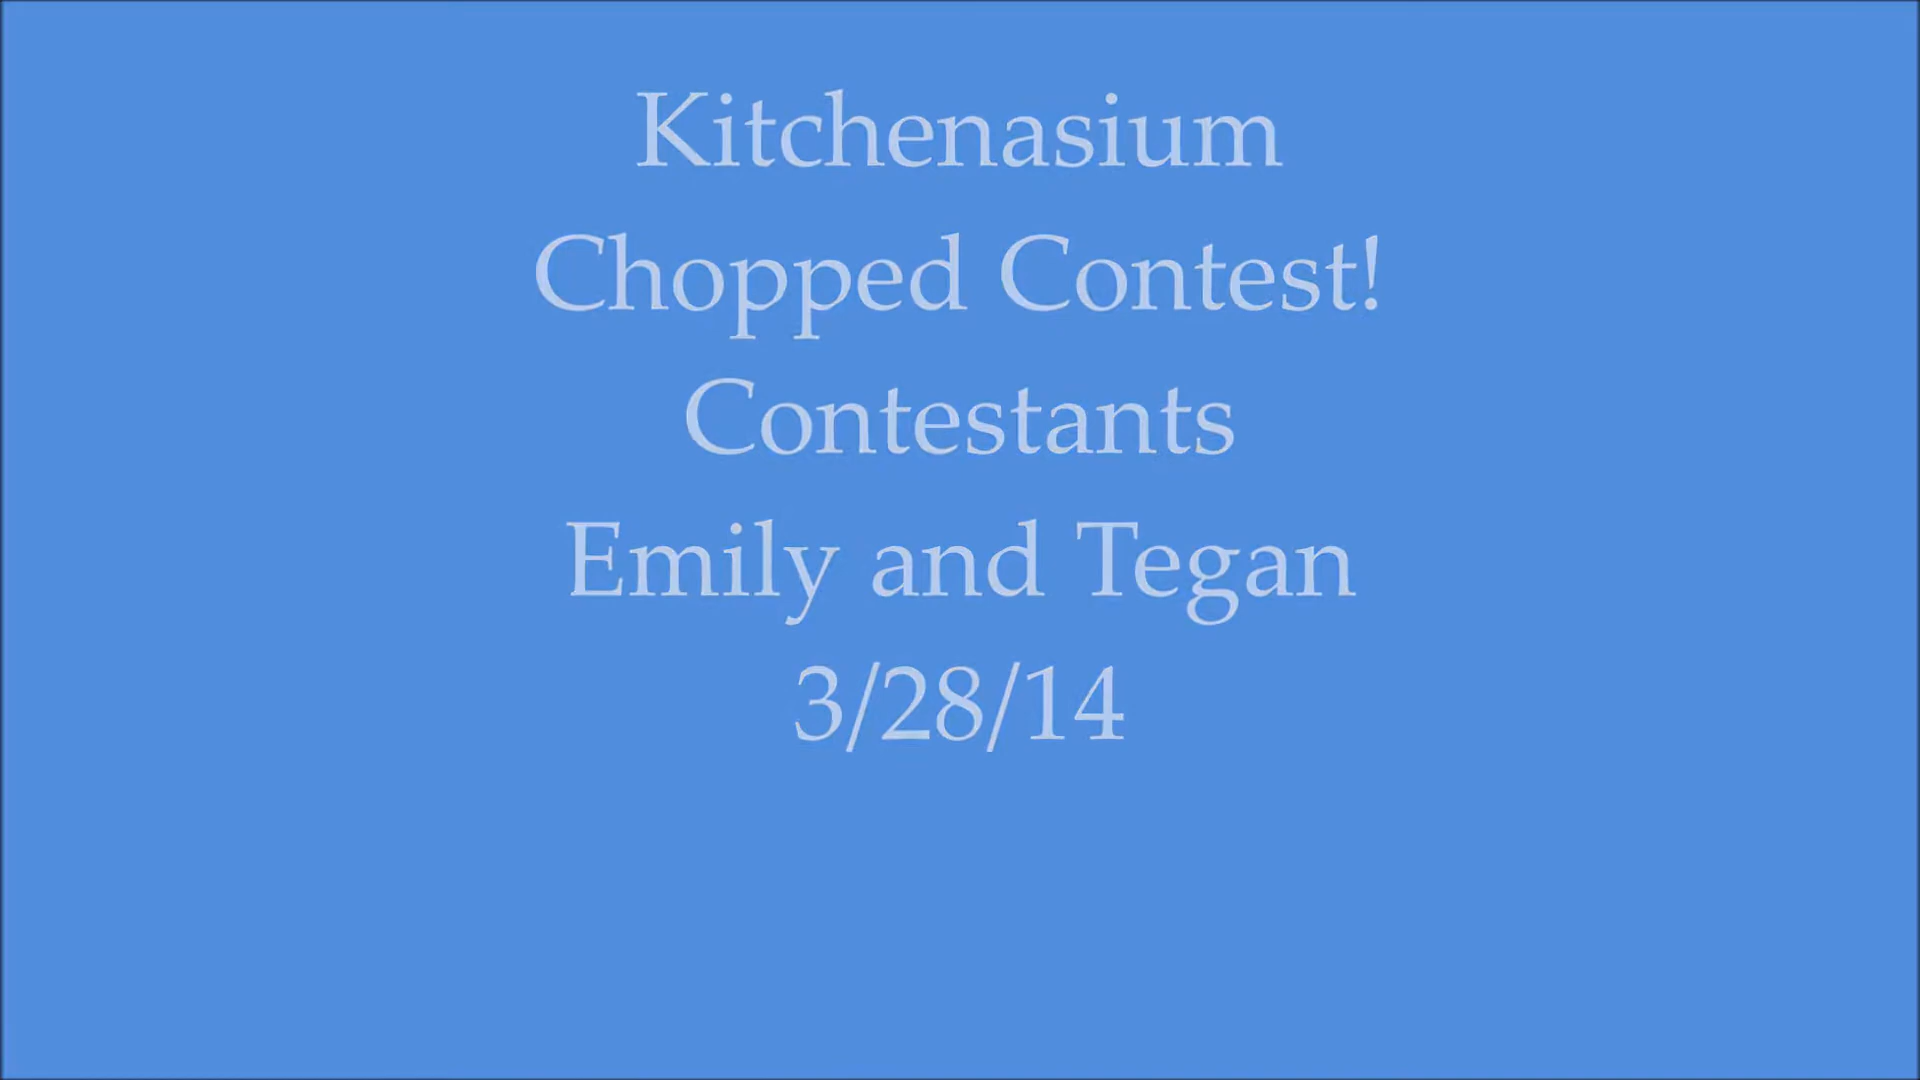 Kitchenasium
Chopped Contest!
Contestants
Emily and Tegan
3/28/14